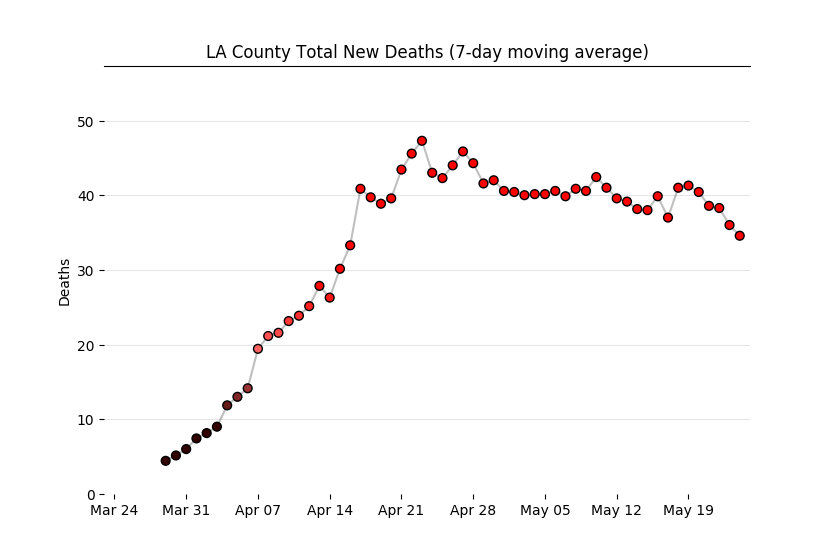 LA County Total New Deaths (7-day moving average)
50
40
30
20
10
0
Deaths
Mar 24 Mar 31 Apr 07 Apr 14 Apr 21 Apr 28 May 05 May 12 May 19